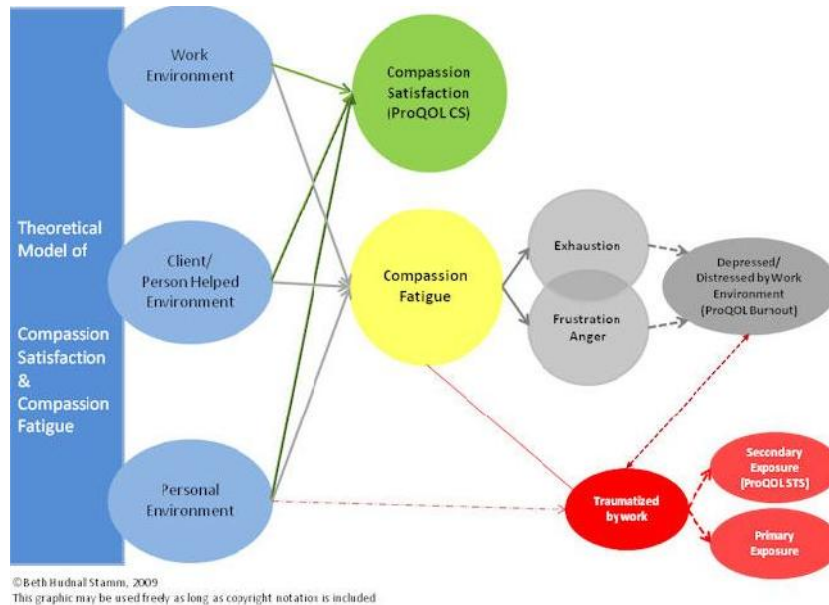 Theoretical
Model of
Compassion
Satisfaction
&
Compassion
Fatigue
Work
Environment
Client/
Person Helped
Environment
Personal
Environment
Compassion
Satisfaction
(ProQOL CS)
Compassion
Fatigue
Exhaustion
Frustration
Anger
Depressed/
Distressed by Work
Environment
(ProQOL Burnout)
Traumatized
by work
Secondary
Exposure
(ProQOL STS)
Primary
Exposure
©Beth Hudnal Stamm, 2009
This graphic may be used freely as long as copyright notation is included